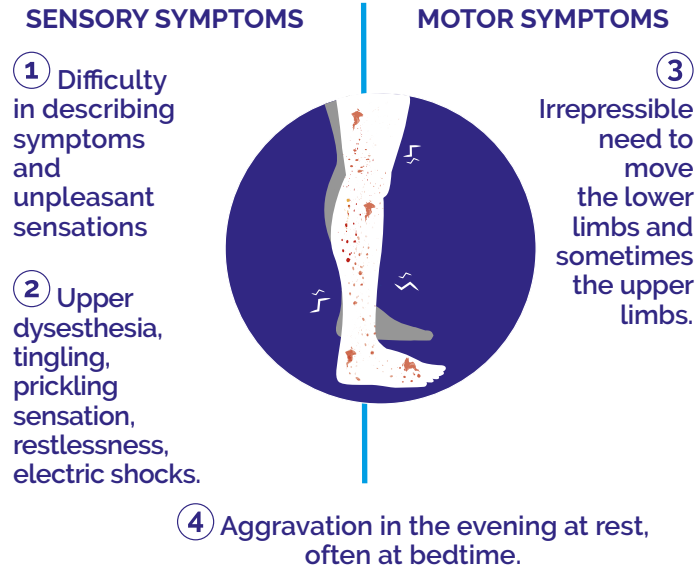 SENSORY SYMPTOMS
① Difficulty
in describing
symptoms
and
unpleasant
sensations
② Upper
dysesthesia,
tingling,
prickling
sensation,
restlessness,
electric shocks.
MOTOR SYMPTOMS
③
Irrepressible
need to
move
the lower
limbs and
sometimes
the upper
limbs.
④ Aggravation in the evening at rest,
often at bedtime.